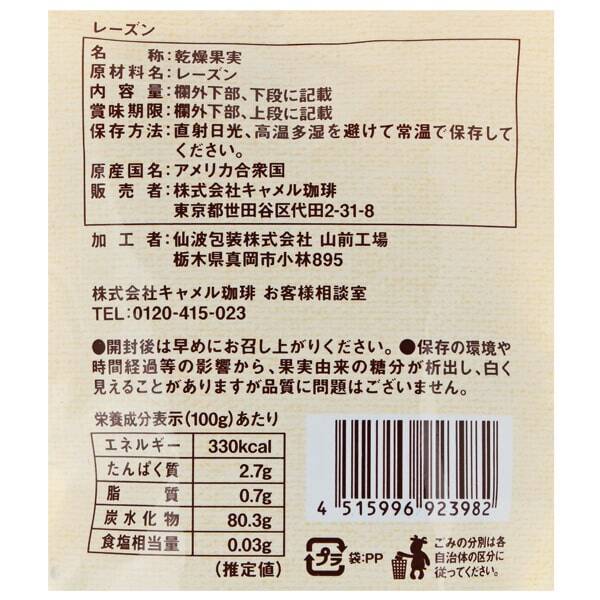 レーズン
名　　称:乾燥果実
原材料名:レーズン
内 容 量:欄外下部、下段に記載
賞味期限:欄外下部、上段に記載
保存方法:直射日光、高温多湿を避けて常温で保存して
ください。
原産国名:アメリカ合衆国
販 売 者:株式会社キャメル珈琲
東京都世田谷区代田2-31-8
加 工 者:仙波包装株式会社 山前工場
栃木県真岡市小林895
株式会社キャメル珈琲 お客様相談室
TEL:0120-415-023
●開封後は早めにお召し上がりください。●保存の環境や
時間経過等の影響から、果実由来の糖分が析出し、白く
見えることがありますが品質に問題はございません。
栄養成分表示(100g)あたり
エネルギー 330kcal
たんぱく質 2.7g
脂　　質 0.7g
炭水化物 80.3g
食塩相当量 0.03g
(推定値)
4 515996 923982
プラ 袋:PP
ごみの分別は各
自治体の区分に
従ってください。